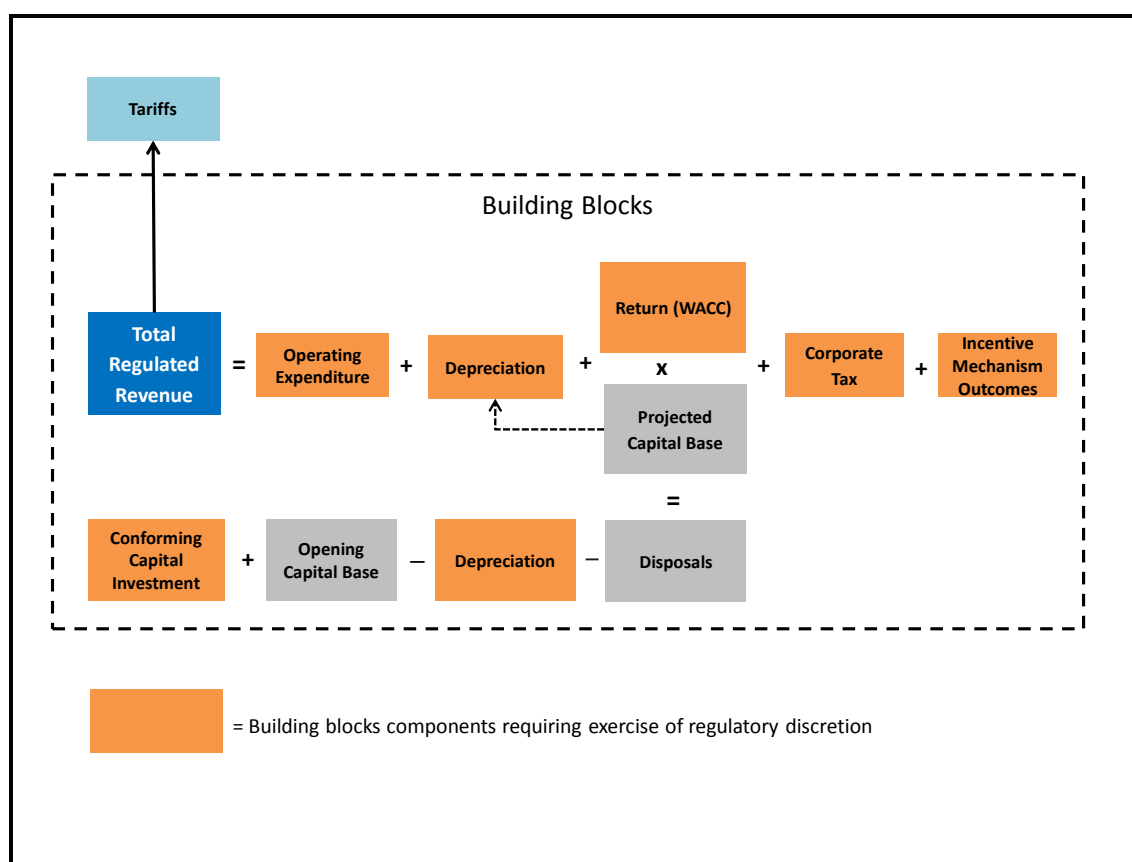 Tariffs
Building Blocks
Return (WACC)
Total
Regulated
Revenue
=
Operating
Expenditure
+
Depreciation
+
x
+
Corporate
Tax
+
Incentive
Mechanism
Outcomes
Projected
Capital Base
=
Conforming
Capital
Investment
+
Opening
Capital Base
–
Depreciation
–
Disposals
= Building blocks components requiring exercise of regulatory discretion